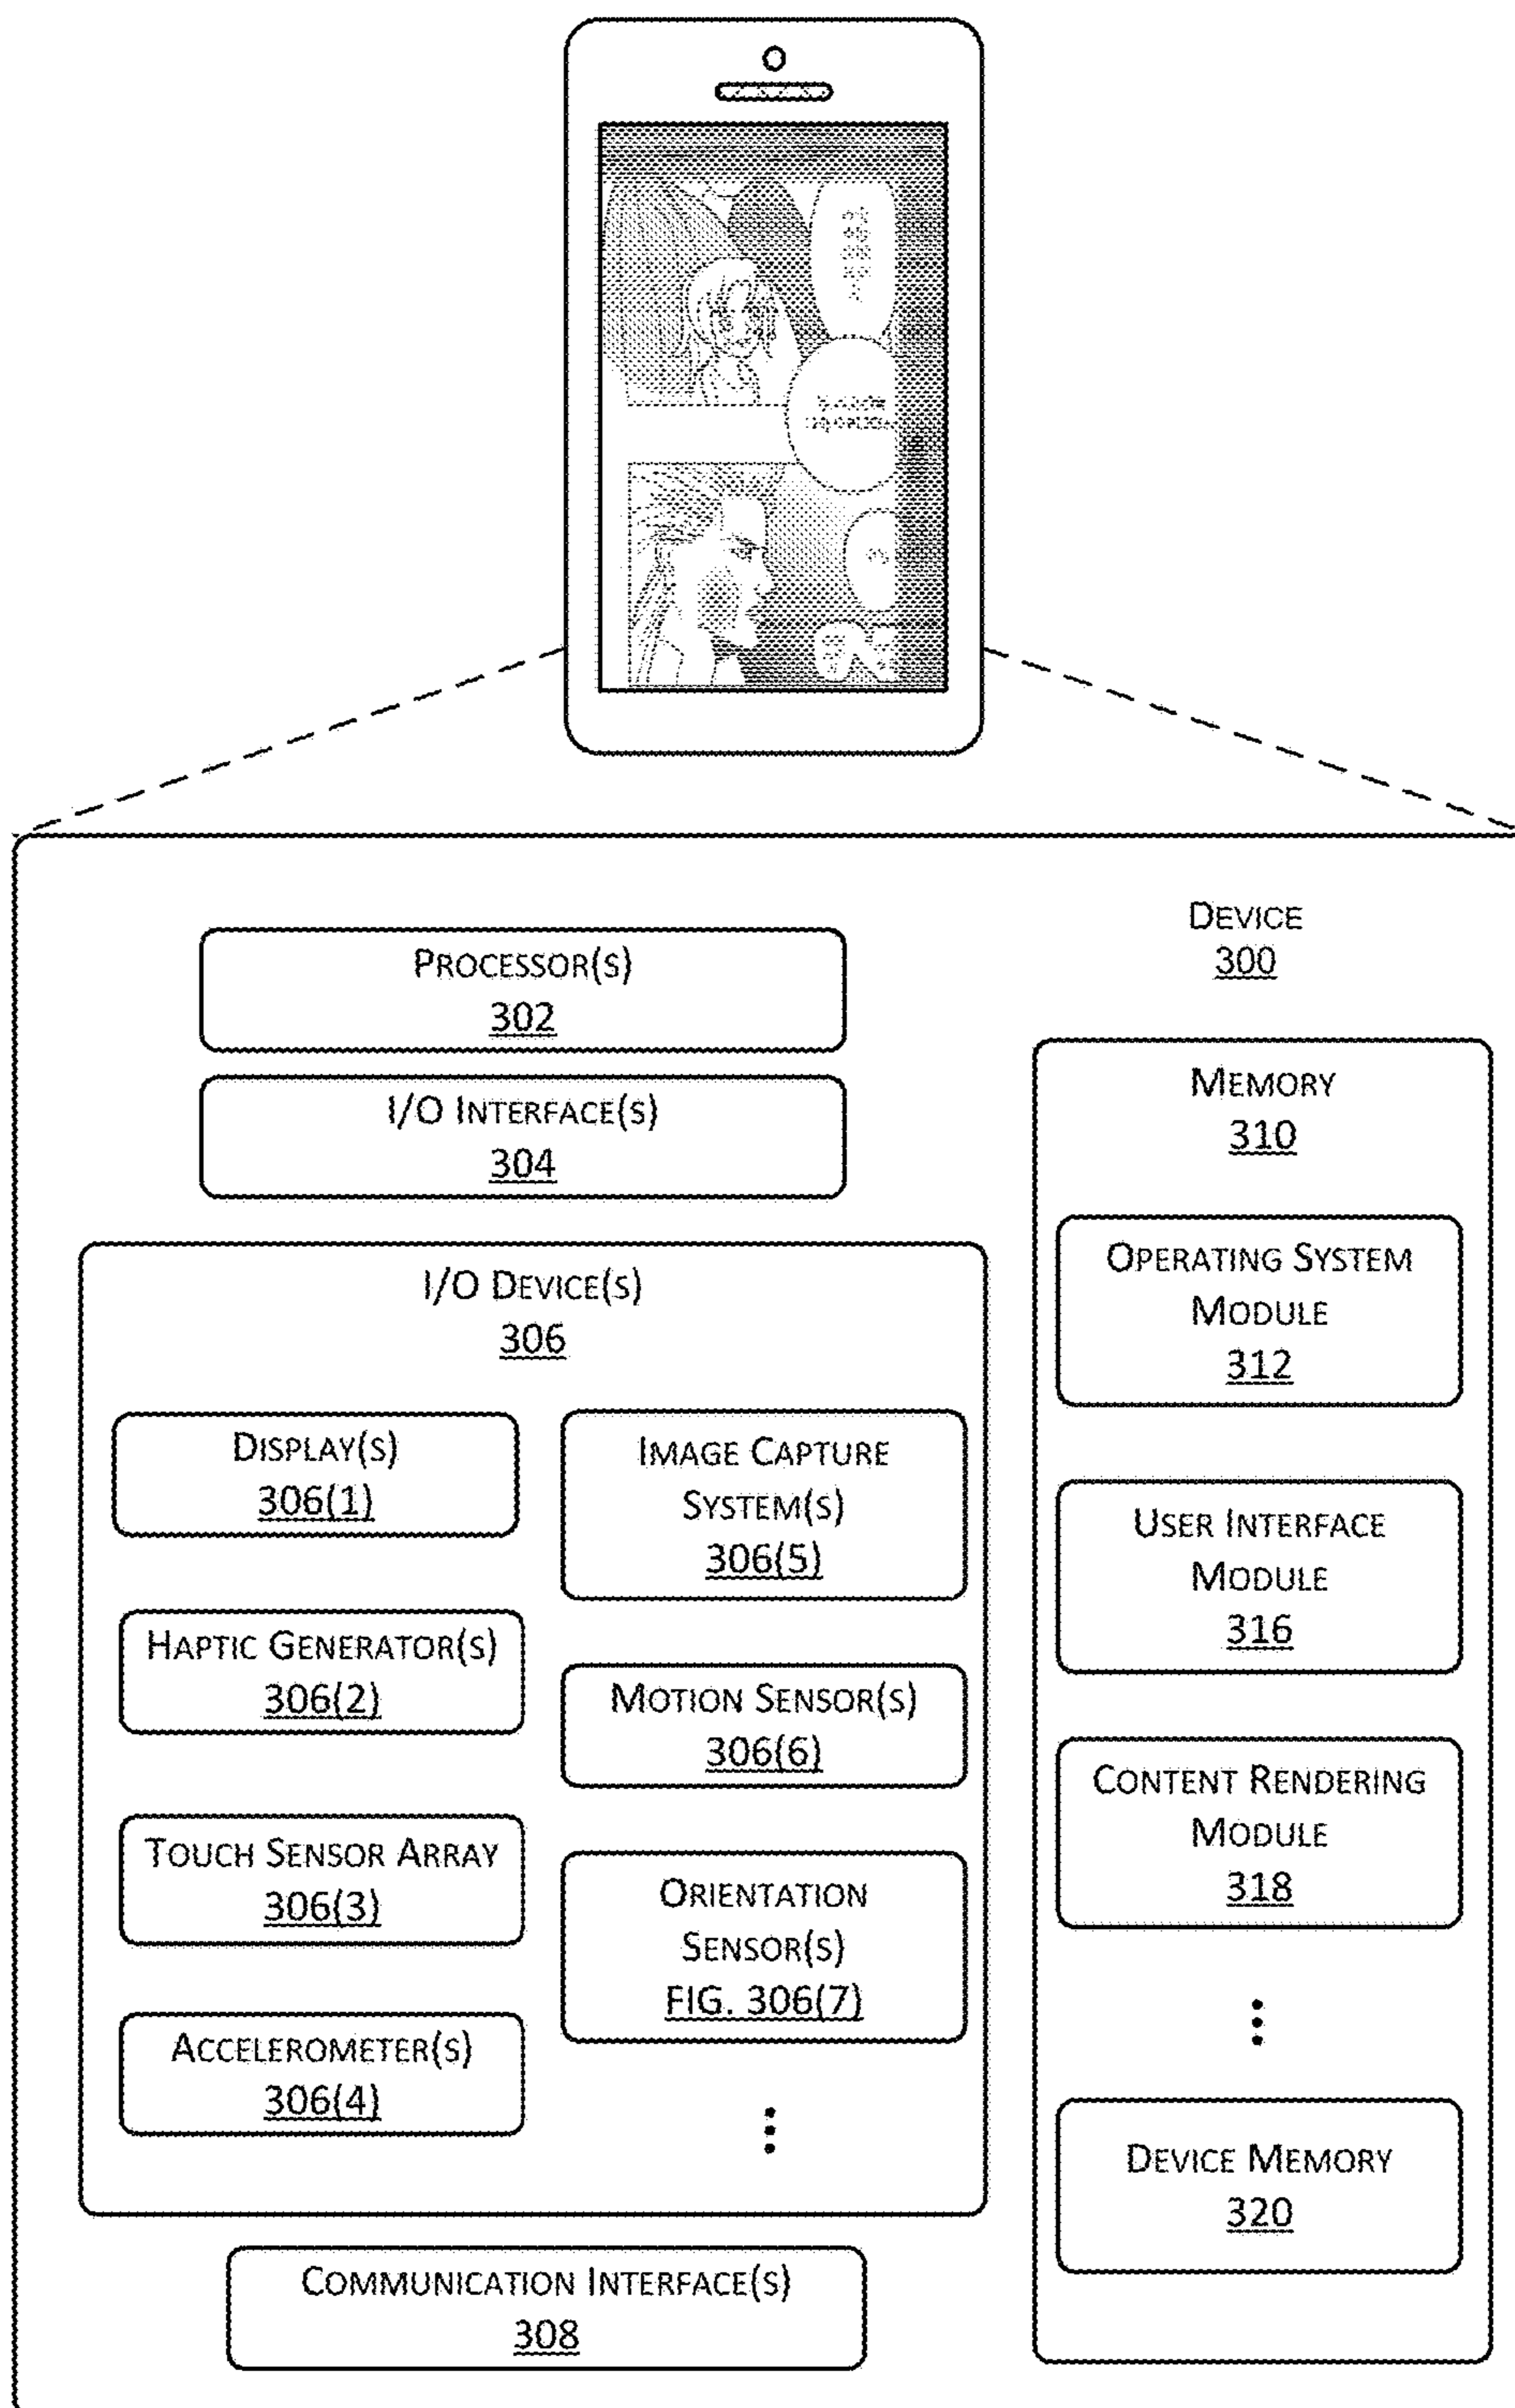 DEVICE
300
PROCESSOR(S)
302
I/O INTERFACE(S)
304
I/O DEVICE(S)
306
DISPLAY(S)
306(1)
HAPTIC GENERATOR(S)
306(2)
TOUCH SENSOR ARRAY
306(3)
ACCELEROMETER(S)
306(4)
IMAGE CAPTURE
SYSTEM(S)
306(5)
MOTION SENSOR(S)
306(6)
ORIENTATION
SENSOR(S)
FIG. 306(7)
COMMUNICATION INTERFACE(S)
308
MEMORY
310
OPERATING SYSTEM
MODULE
312
USER INTERFACE
MODULE
316
CONTENT RENDERING
MODULE
318
DEVICE MEMORY
320